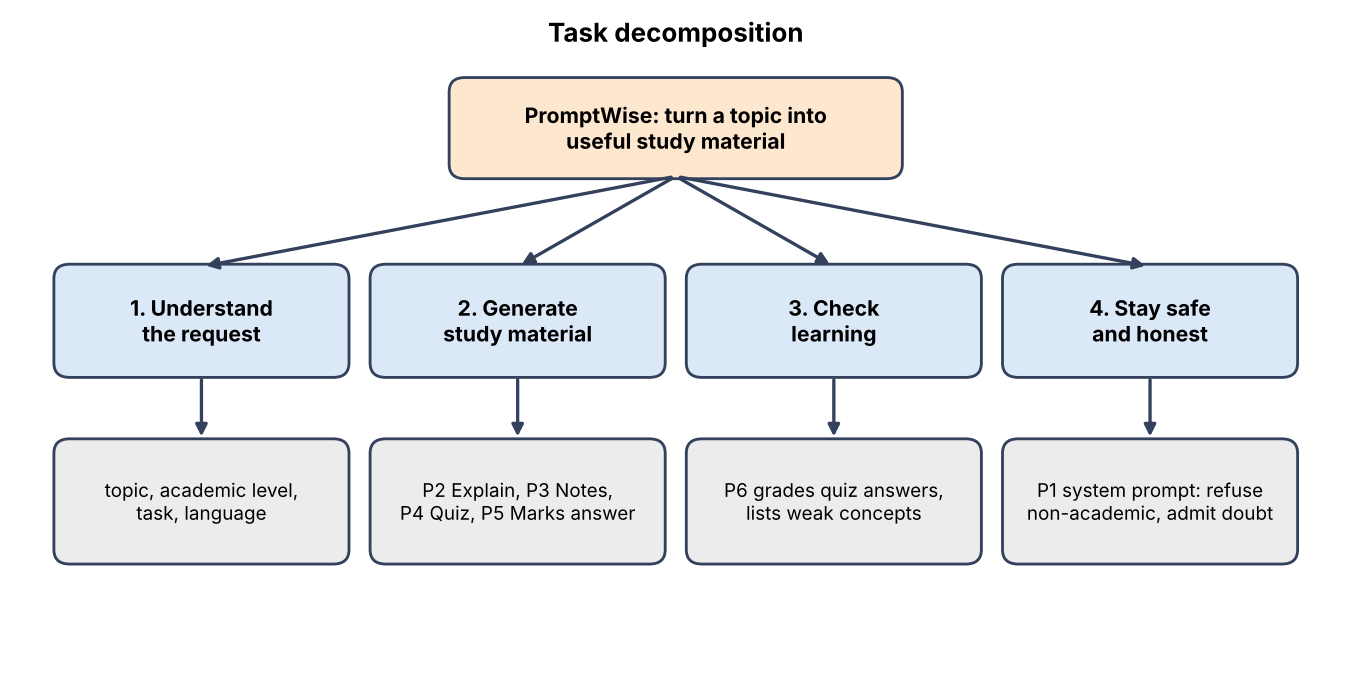 Task decomposition
PromptWise: turn a topic into
useful study material
1. Understand
the request
2. Generate
study material
3. Check
learning
4. Stay safe
and honest
topic, academic level,
task, language
P2 Explain, P3 Notes,
P4 Quiz, P5 Marks answer
P6 grades quiz answers,
lists weak concepts
P1 system prompt: refuse
non-academic, admit doubt